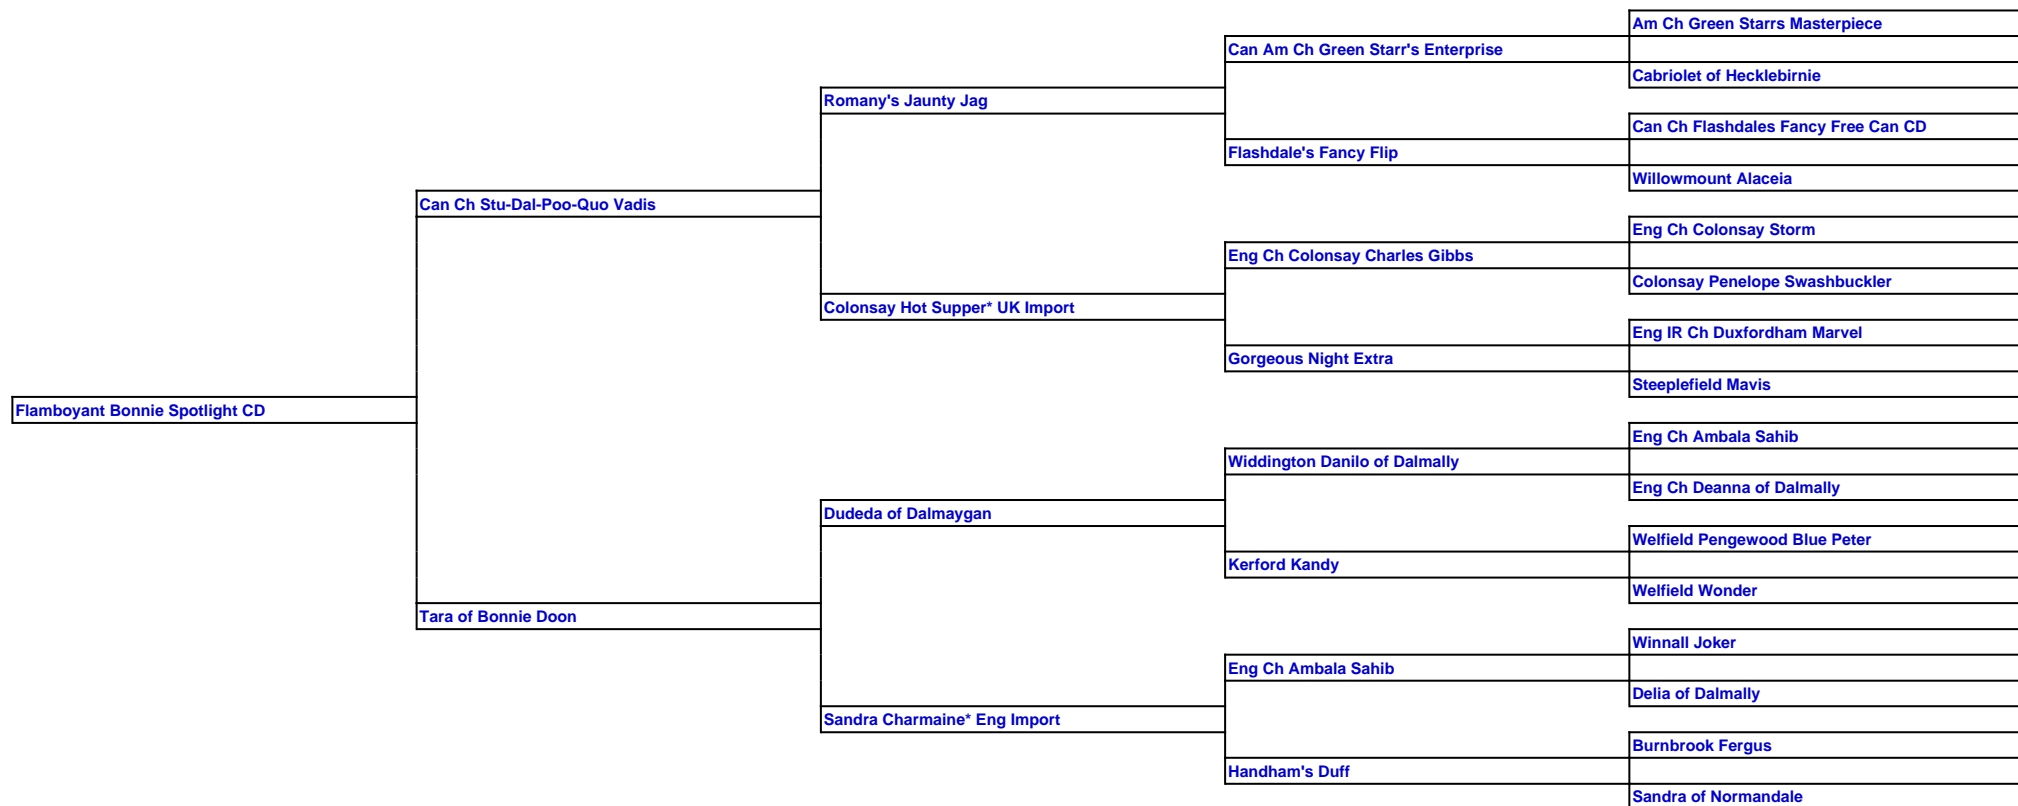 Am Ch Green Starrs Masterpiece
Can Am Ch Green Starr's Enterprise
Cabriolet of Hecklebirnie
Romany's Jaunty Jag
Can Ch Flashdales Fancy Free Can CD
Flashdale's Fancy Flip
Willowmount Alaceia
Can Ch Stu-Dal-Poo-Quo Vadis
Eng Ch Colonsay Storm
Eng Ch Colonsay Charles Gibbs
Colonsay Penelope Swashbuckler
Colonsay Hot Supper* UK Import
Eng IR Ch Duxfordham Marvel
Gorgeous Night Extra
Steeplefield Mavis
Flamboyant Bonnie Spotlight CD
Eng Ch Ambala Sahib
Widdington Danilo of Dalmally
Eng Ch Deanna of Dalmally
Dudeda of Dalmaygan
Welfield Pengewood Blue Peter
Kerford Kandy
Welfield Wonder
Tara of Bonnie Doon
Winnall Joker
Eng Ch Ambala Sahib
Delia of Dalmally
Sandra Charmaine* Eng Import
Burnbrook Fergus
Handham's Duff
Sandra of Normandale